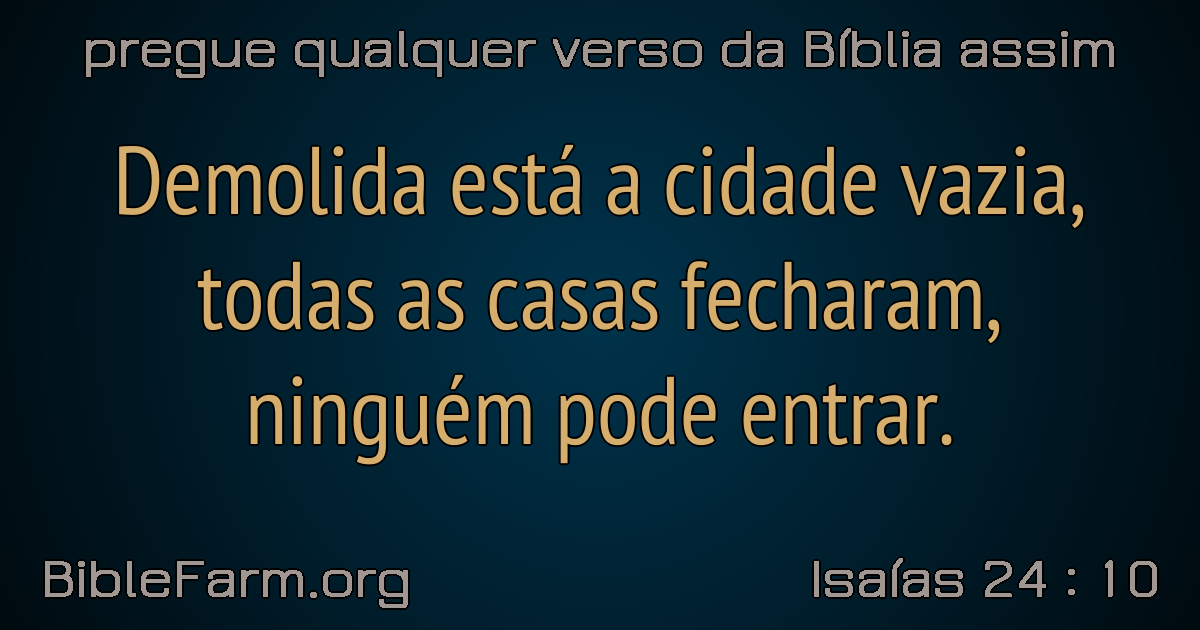 pregue qualquer verso da Bíblia assim
Demolida está a cidade vazia,
todas as casas fecharam,
ninguém pode entrar.
BibleFarm.org
Isaías 24 : 10